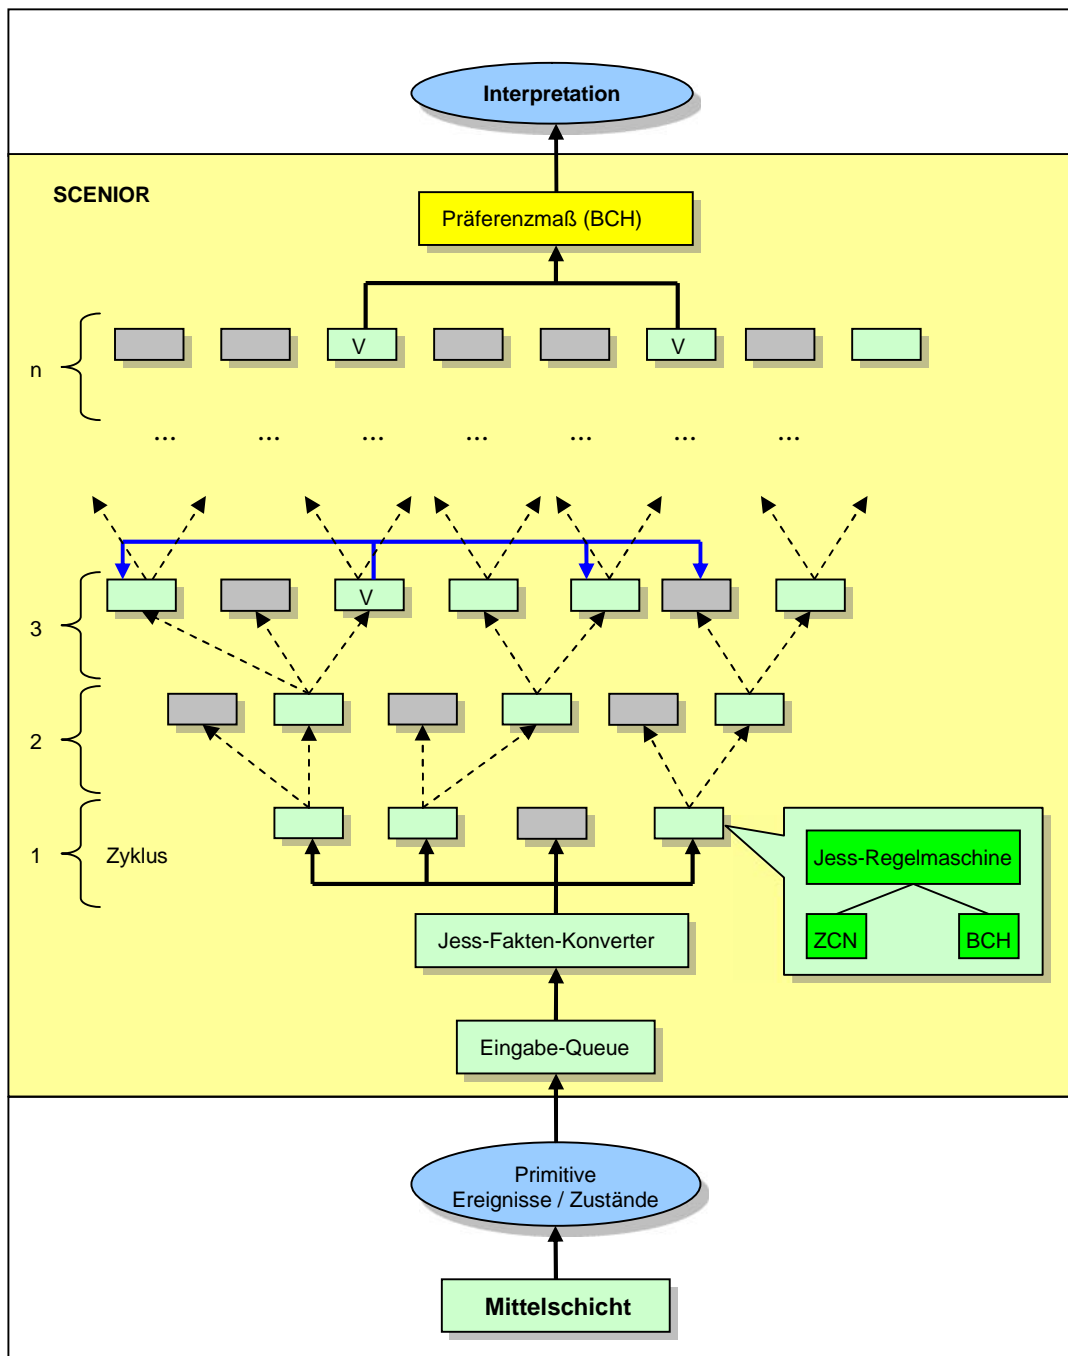 Interpretation
SCENIOR
Präferenzmaß (BCH)
V
V
n
... ... ... ... ... ... ...
V
3
2
1
Zyklus
Jess-Regelmaschine
ZCN
BCH
Jess-Fakten-Konverter
Eingabe-Queue
Primitive
Ereignisse / Zustände
Mittelschicht